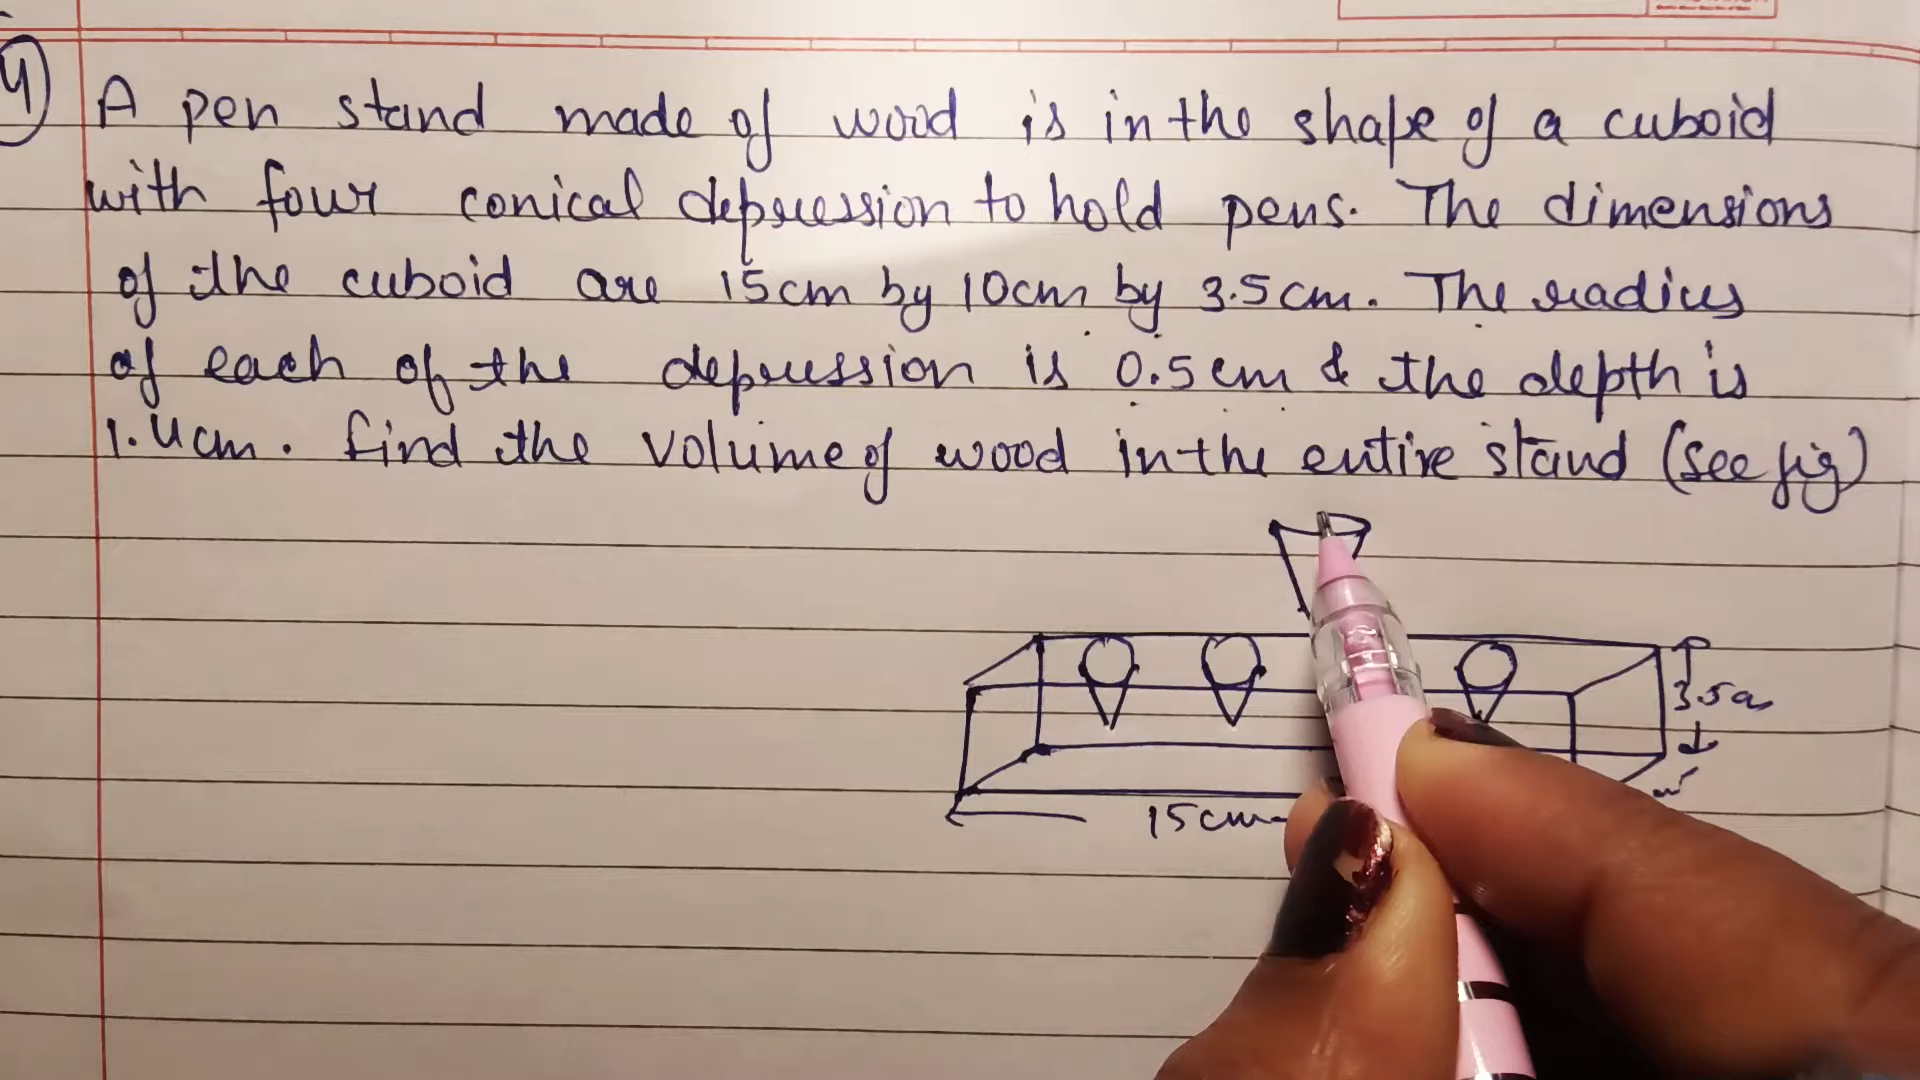 4) A pen stand made of wood is in the shape of a cuboid
with four conical depression to hold pens. The dimensions
of the cuboid are 15cm by 10cm by 3.5cm. The radius
of each of the depression is 0.5cm & the depth is
1.4cm. find the volume of wood in the entire stand (see fig)
3.5cm
15cm